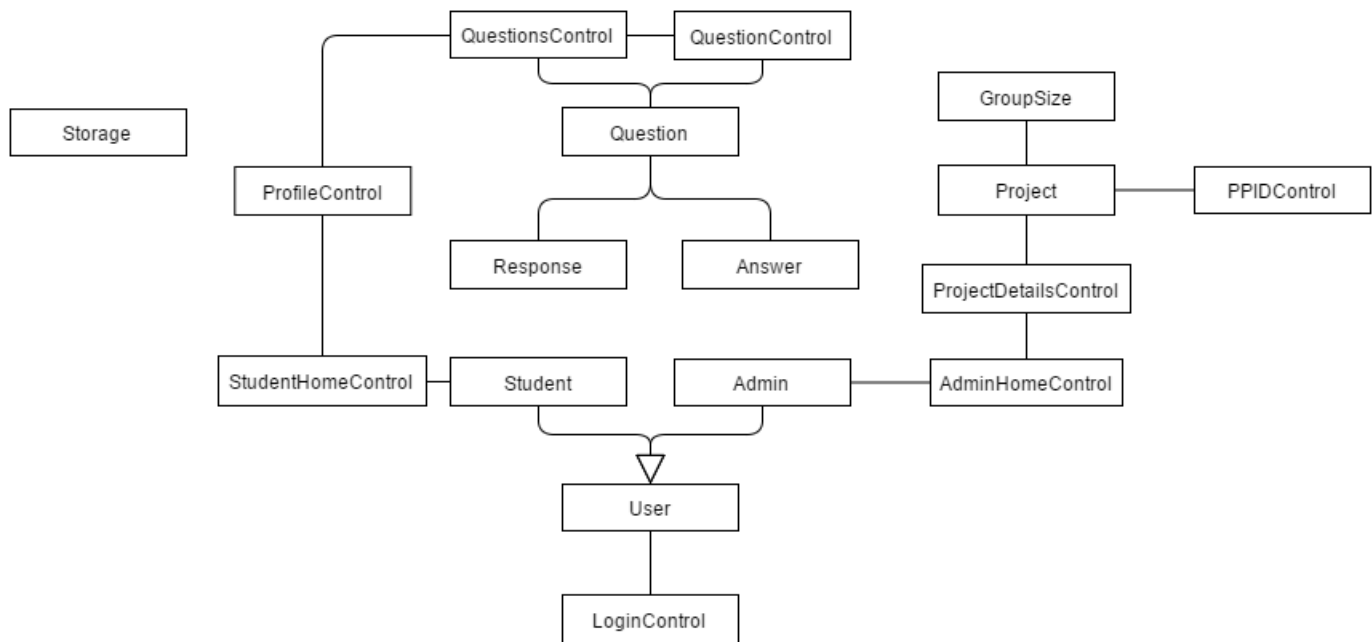 QuestionsControl
QuestionControl
GroupSize
Storage
Question
ProfileControl
Project
PPIDControl
Response
Answer
ProjectDetailsControl
StudentHomeControl
Student
Admin
AdminHomeControl
User
LoginControl